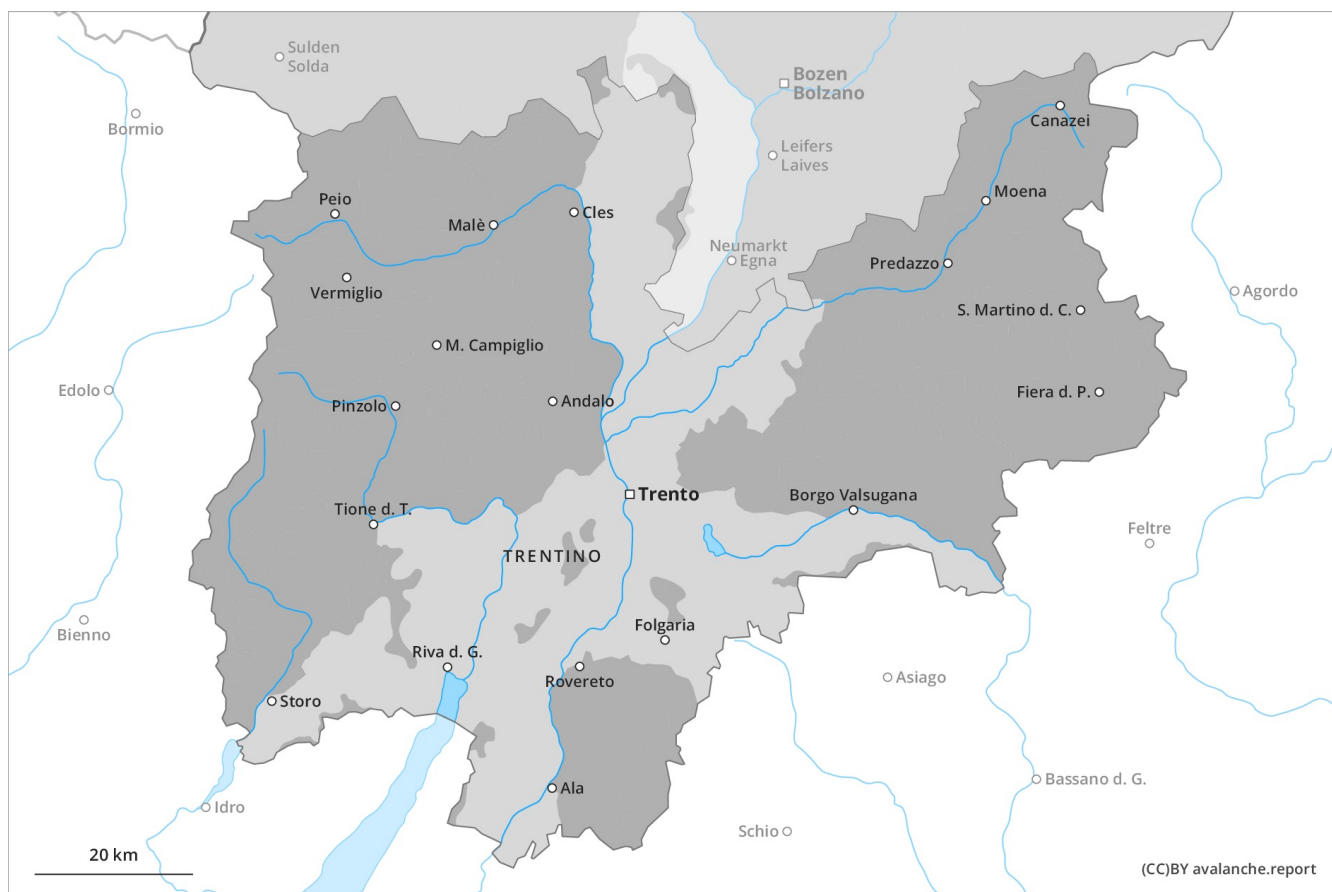 Sulden
Solda
Bozen
Bolzano
Bormio
Canazei
Leifers
Laives
Peio
Moena
Malè
Cles
Neumarkt
Egna
Predazzo
Vermiglio
Agordo
S. Martino d. C.
M. Campiglio
Edolo
Andalo
Fiera d. P.
Pinzolo
Trento
Borgo Valsugana
Tione d. T.
Feltre
TRENTINO
Bienno
Folgaria
Riva d. G.
Asiago
Rovereto
Storo
Bassano d. G.
Ala
Idro
Schio
20 km
(CC)BY avalanche.report